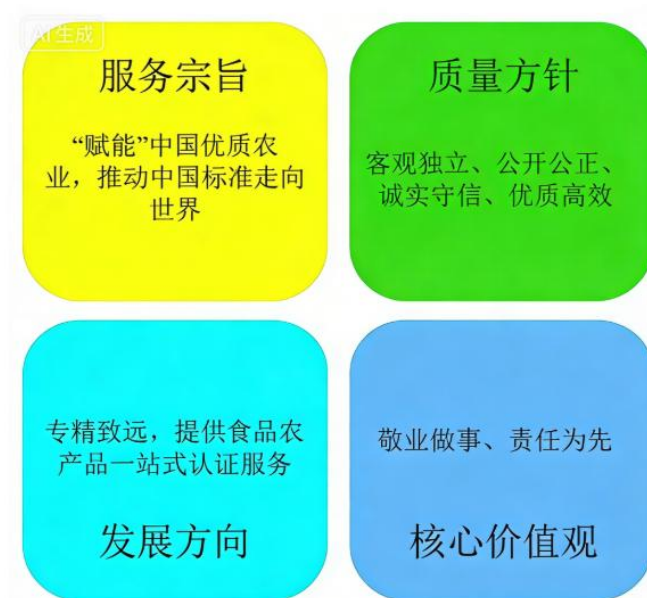 AI生成
服务宗旨
“赋能”中国优质农
业，推动中国标准走向
世界
质量方针
客观独立、公开公正、
诚实守信、优质高效
专精致远，提供食品农
产品一站式认证服务
发展方向
敬业做事、责任为先
核心价值观